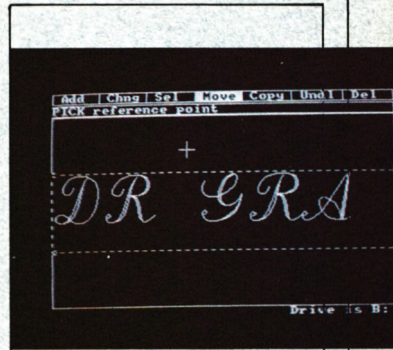 Add Chng Sel Move Copy Undl Del
PICK reference point
DR GRA
Drive is B: